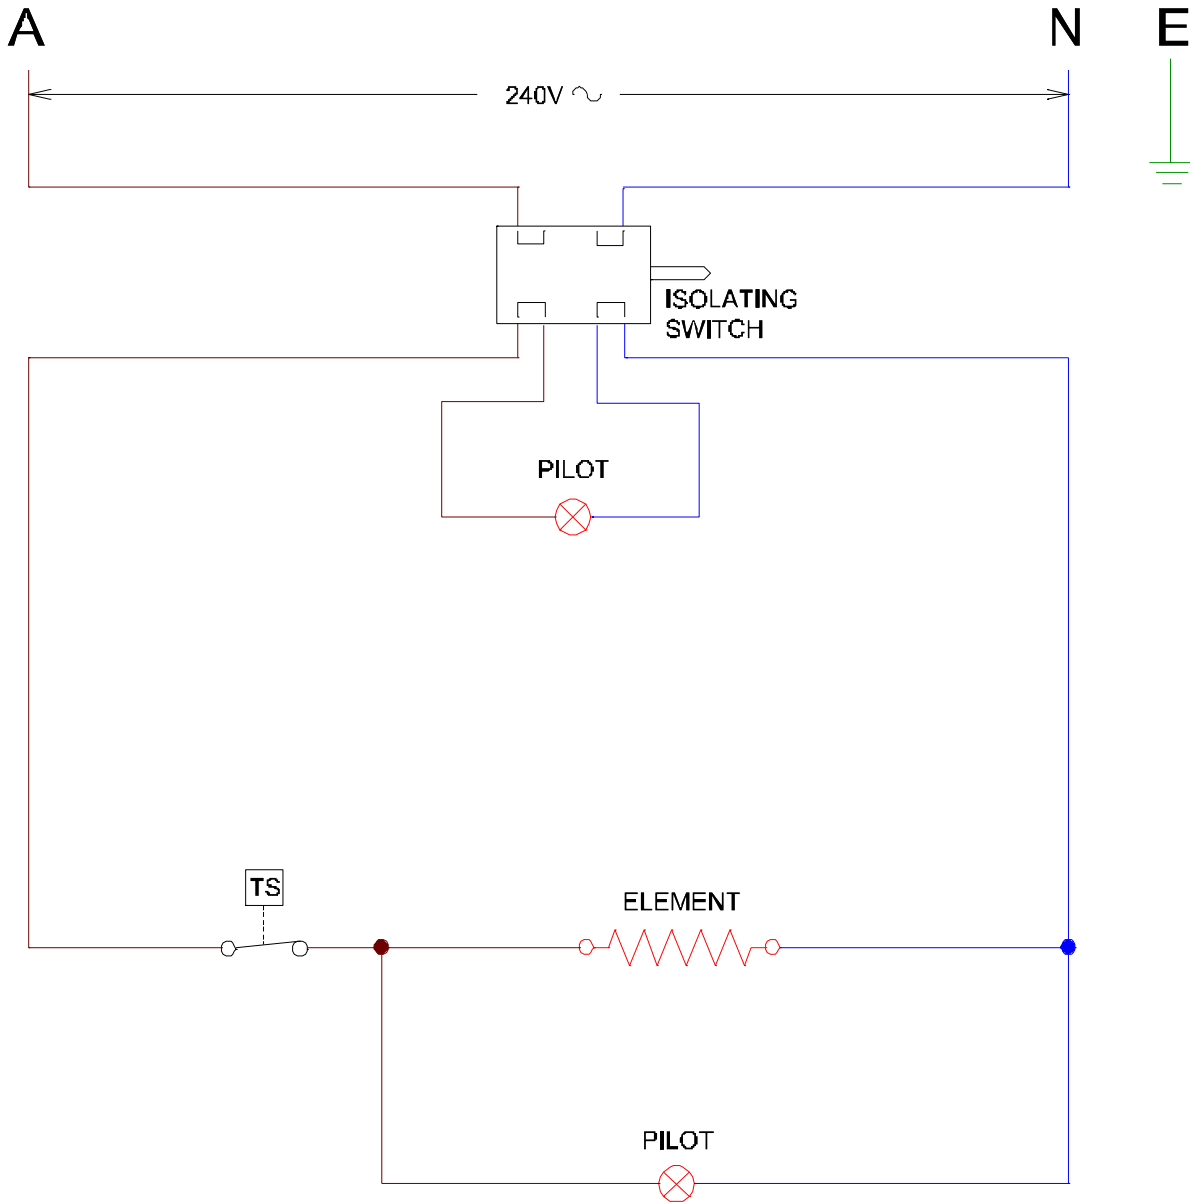 A N E
240V
ISOLATING
SWITCH
PILOT
TS
ELEMENT
PILOT